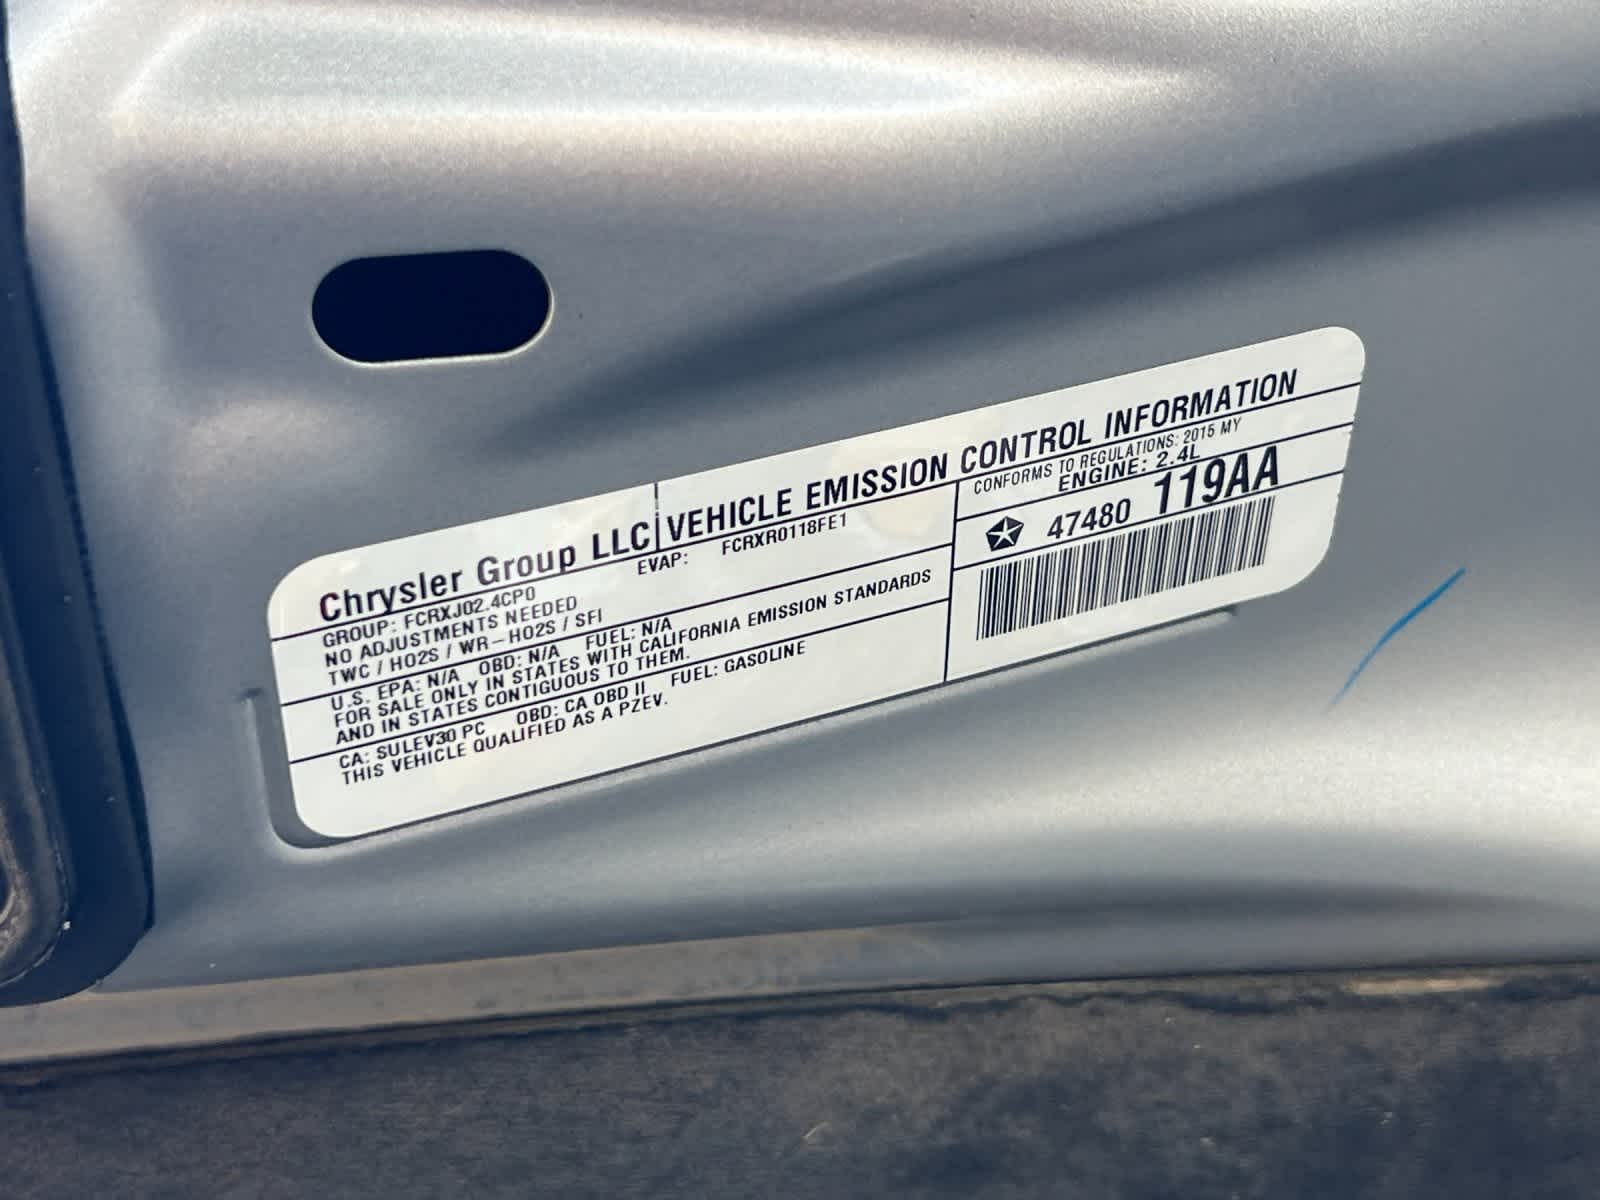 Chrysler Group LLC VEHICLE EMISSION CONTROL INFORMATION
GROUP: FCRXJ02.4CP0 EVAP: FCRXR0118FE1
NO ADJUSTMENTS NEEDED
TWC / HO2S / WR-HO2S / SFI
U.S. EPA: N/A OBD: N/A FUEL: N/A
FOR SALE ONLY IN STATES WITH CALIFORNIA EMISSION STANDARDS
AND IN STATES CONTIGUOUS TO THEM.
CA: SULEV30 PC OBD: CA OBD II FUEL: GASOLINE
THIS VEHICLE QUALIFIED AS A PZEV.
CONFORMS TO REGULATIONS: 2015 MY
ENGINE: 2.4L
47480 119AA